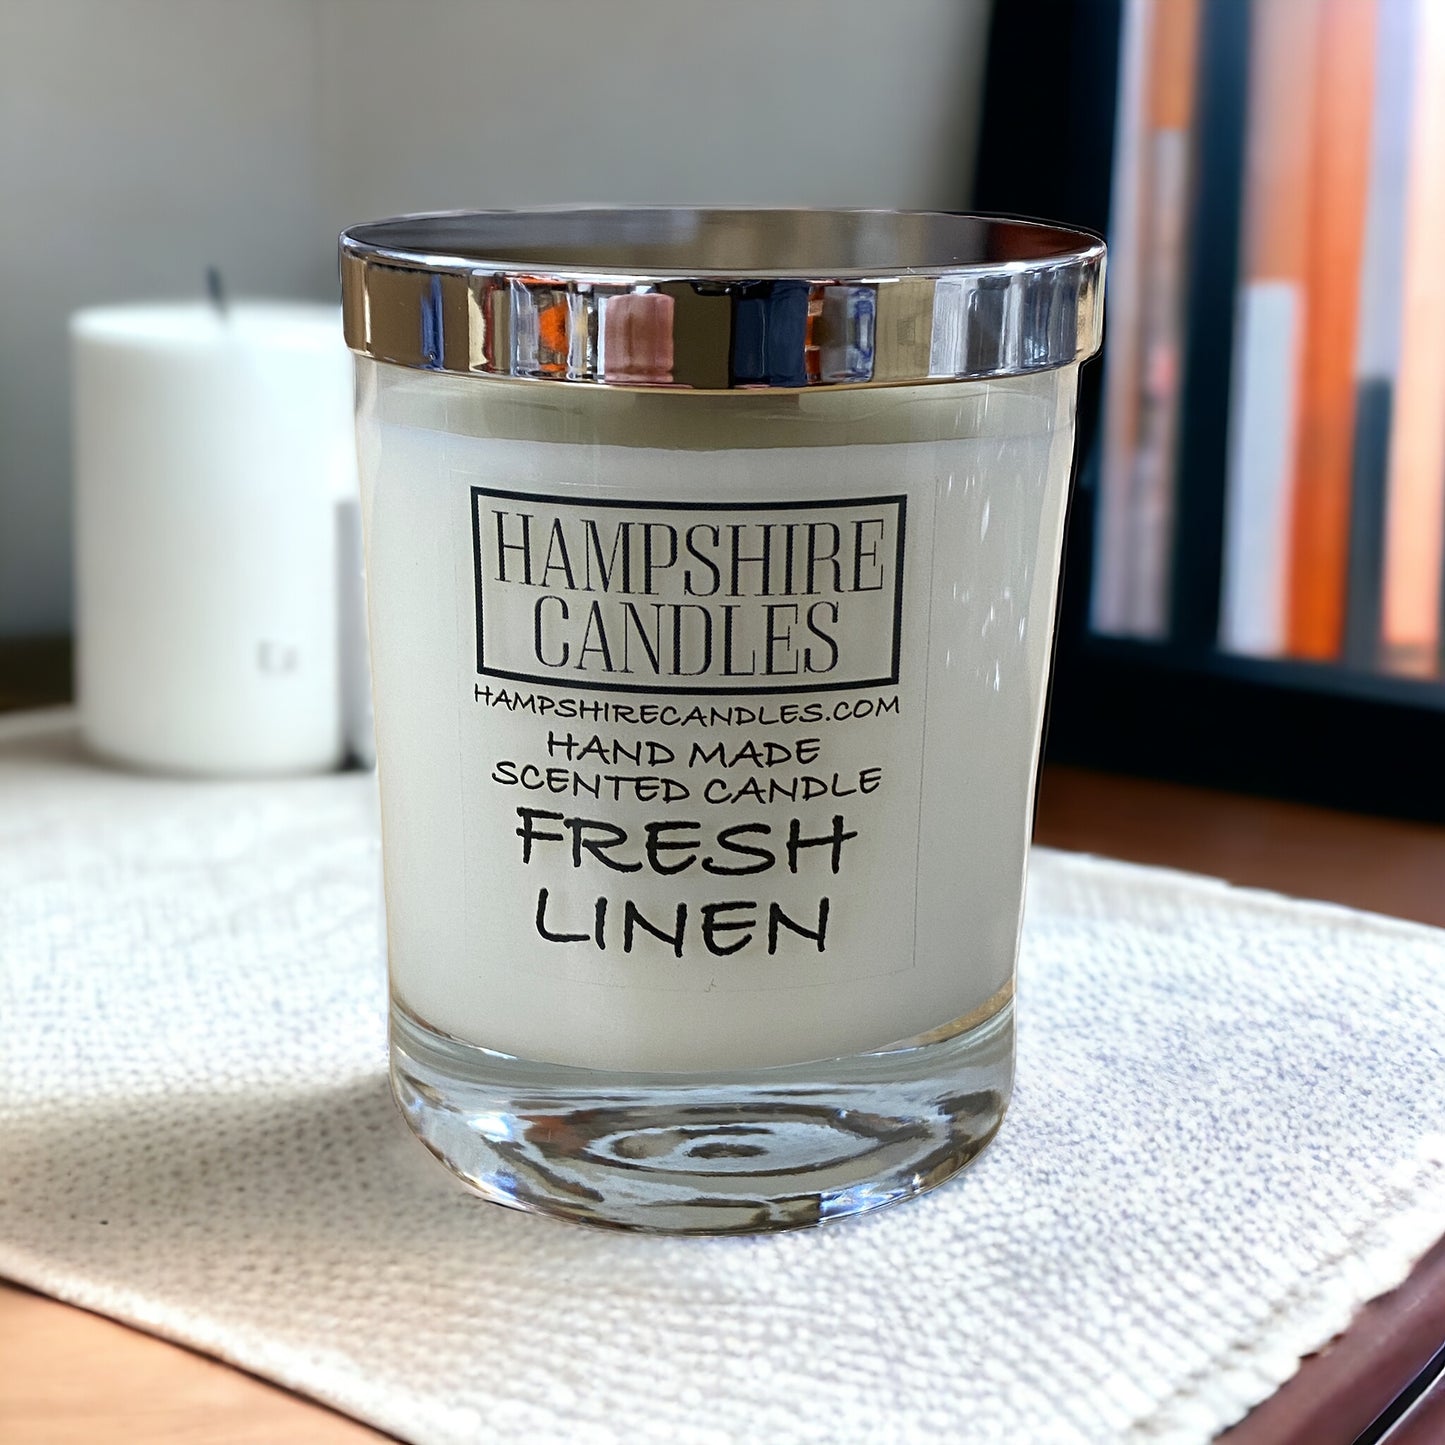 HAMPSHIRE
CANDLES
HAMPSHIRECANDLES.COM
HAND MADE
SCENTED CANDLE
FRESH
LINEN